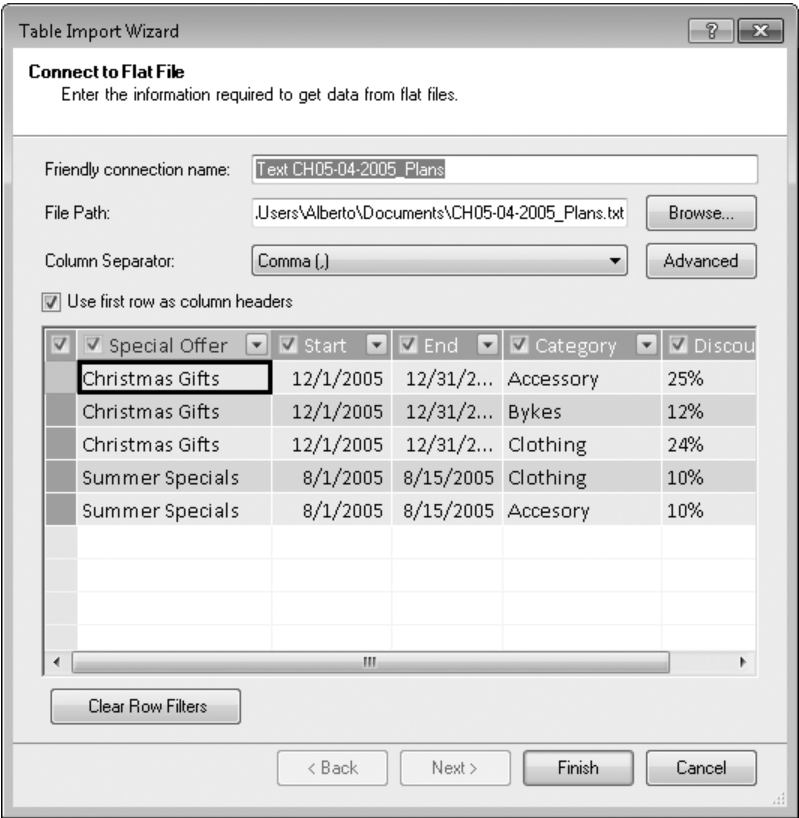 Table Import Wizard
Connect to Flat File
Enter the information required to get data from flat files.
Friendly connection name: Text CH05-04-2005_Plans
File Path: .Users\Alberto\Documents\CH05-04-2005_Plans.txt Browse...
Column Separator: Comma (,) Advanced
Use first row as column headers
Special Offer Start End Category Discou
Christmas Gifts 12/1/2005 12/31/2... Accessory 25%
Christmas Gifts 12/1/2005 12/31/2... Bykes 12%
Christmas Gifts 12/1/2005 12/31/2... Clothing 24%
Summer Specials 8/1/2005 8/15/2005 Clothing 10%
Summer Specials 8/1/2005 8/15/2005 Accesory 10%
Clear Row Filters
< Back Next > Finish Cancel